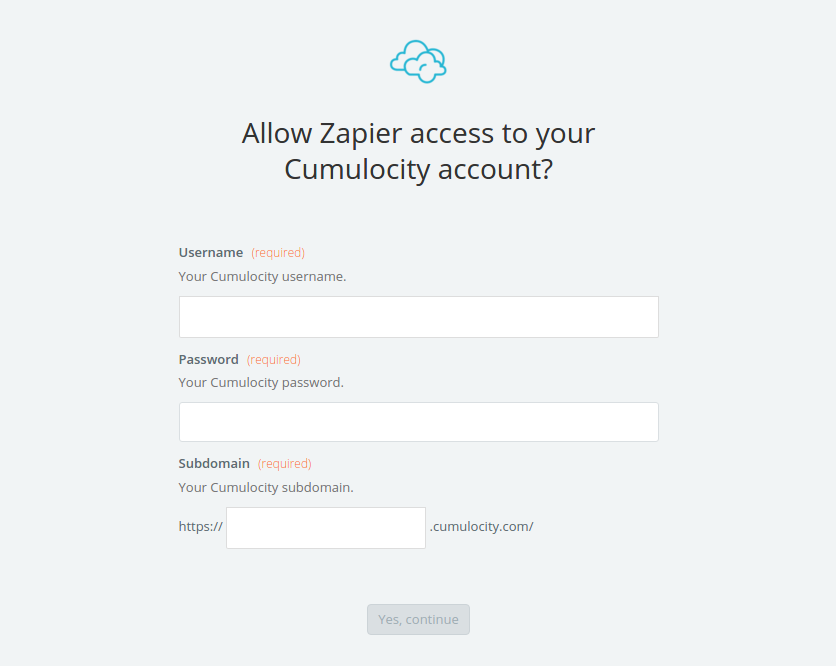 Allow Zapier access to your
Cumulocity account?
Username (required)
Your Cumulocity username.
Password (required)
Your Cumulocity password.
Subdomain (required)
Your Cumulocity subdomain.
https:// .cumulocity.com/
Yes, continue